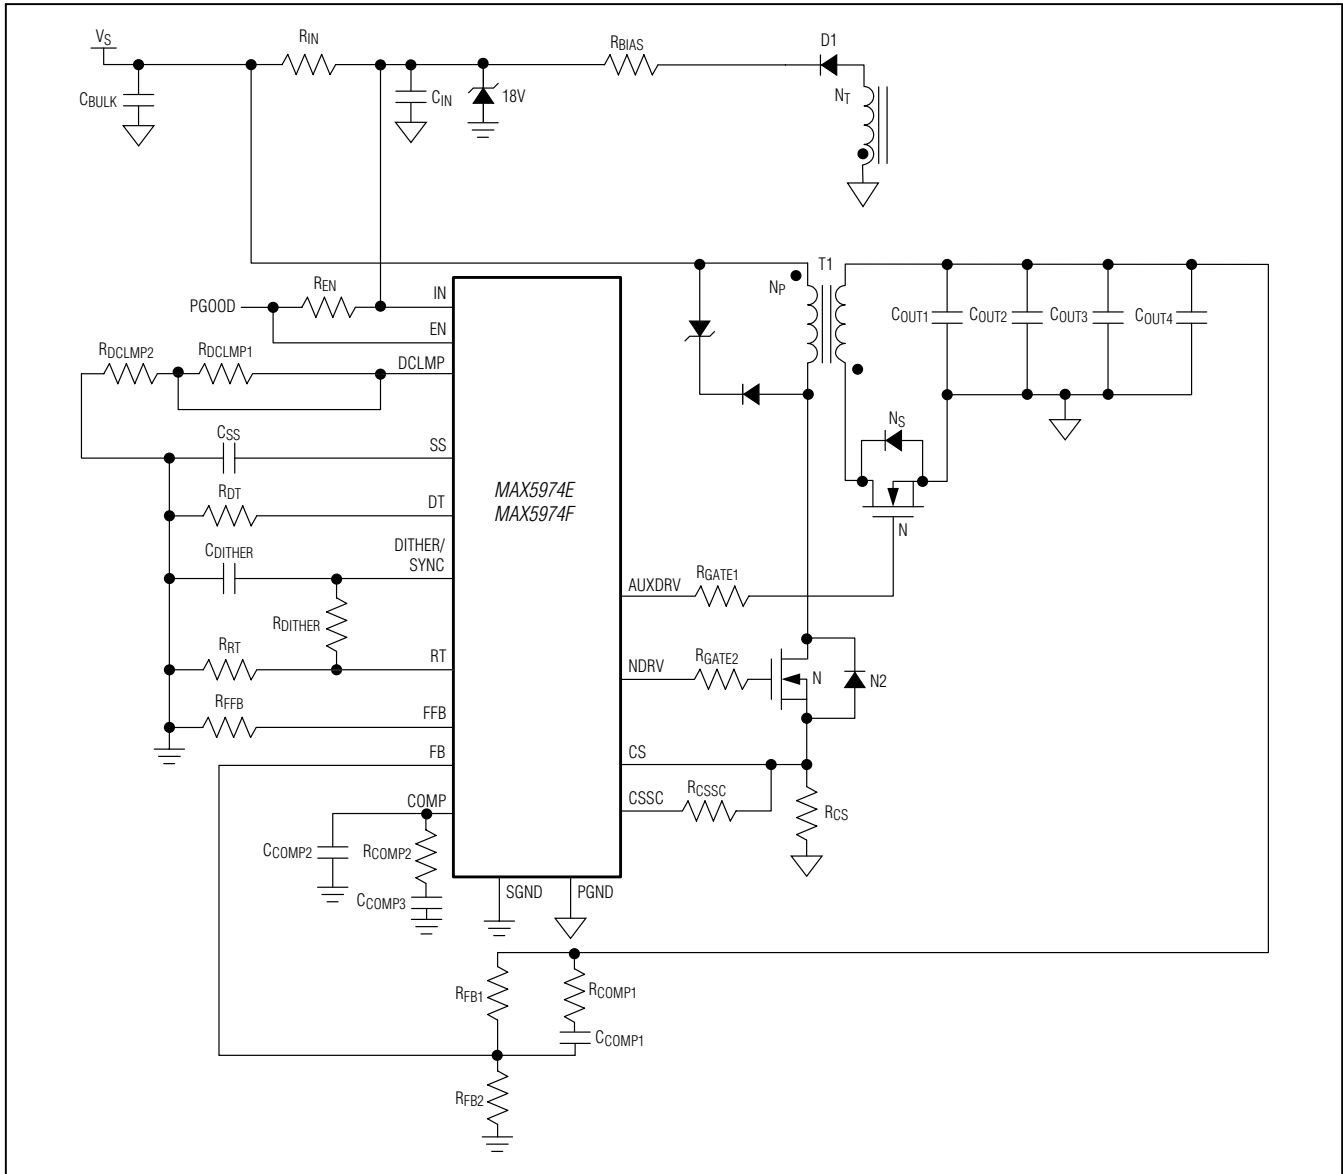 VS
RIN
RBIAS
D1
CBULK
CIN
18V
NT
T1
NP
PGOOD
REN
IN
EN
COUT1
COUT2
COUT3
COUT4
RDCLMP2
RDCLMP1
DCLMP
CSS
SS
NS
RDT
DT
MAX5974E
MAX5974F
N
CDITHER
DITHER/
SYNC
AUXDRV
RGATE1
RDITHER
RRT
RT
NDRV
RGATE2
N
N2
RFFB
FFB
FB
CS
COMP
CSSC
RCSSC
RCS
CCOMP2
RCOMP2
CCOMP3
SGND
PGND
RFB1
RCOMP1
CCOMP1
RFB2